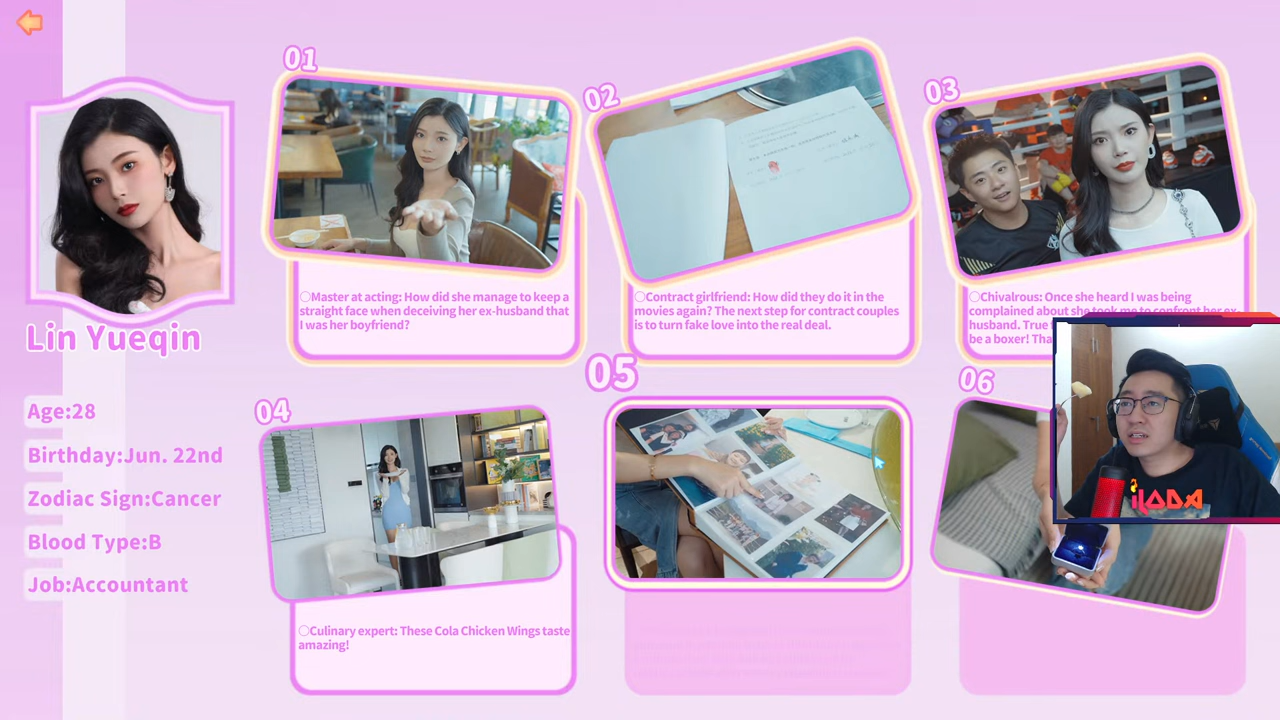 01
02
03
Lin Yueqin
Age:28
Birthday:Jun. 22nd
Zodiac Sign:Cancer
Blood Type:B
Job:Accountant
○Master at acting: How did she manage to keep a
straight face when deceiving her ex-husband that
I was her boyfriend?
○Contract girlfriend: How did they do it in the
movies again? The next step for contract couples
is to turn fake love into the real deal.
○Chivalrous: Once she heard I was being
complained about she took me to confront her ex-
husband. True
be a boxer!
04
05
06
○Culinary expert: These Cola Chicken Wings taste
amazing!